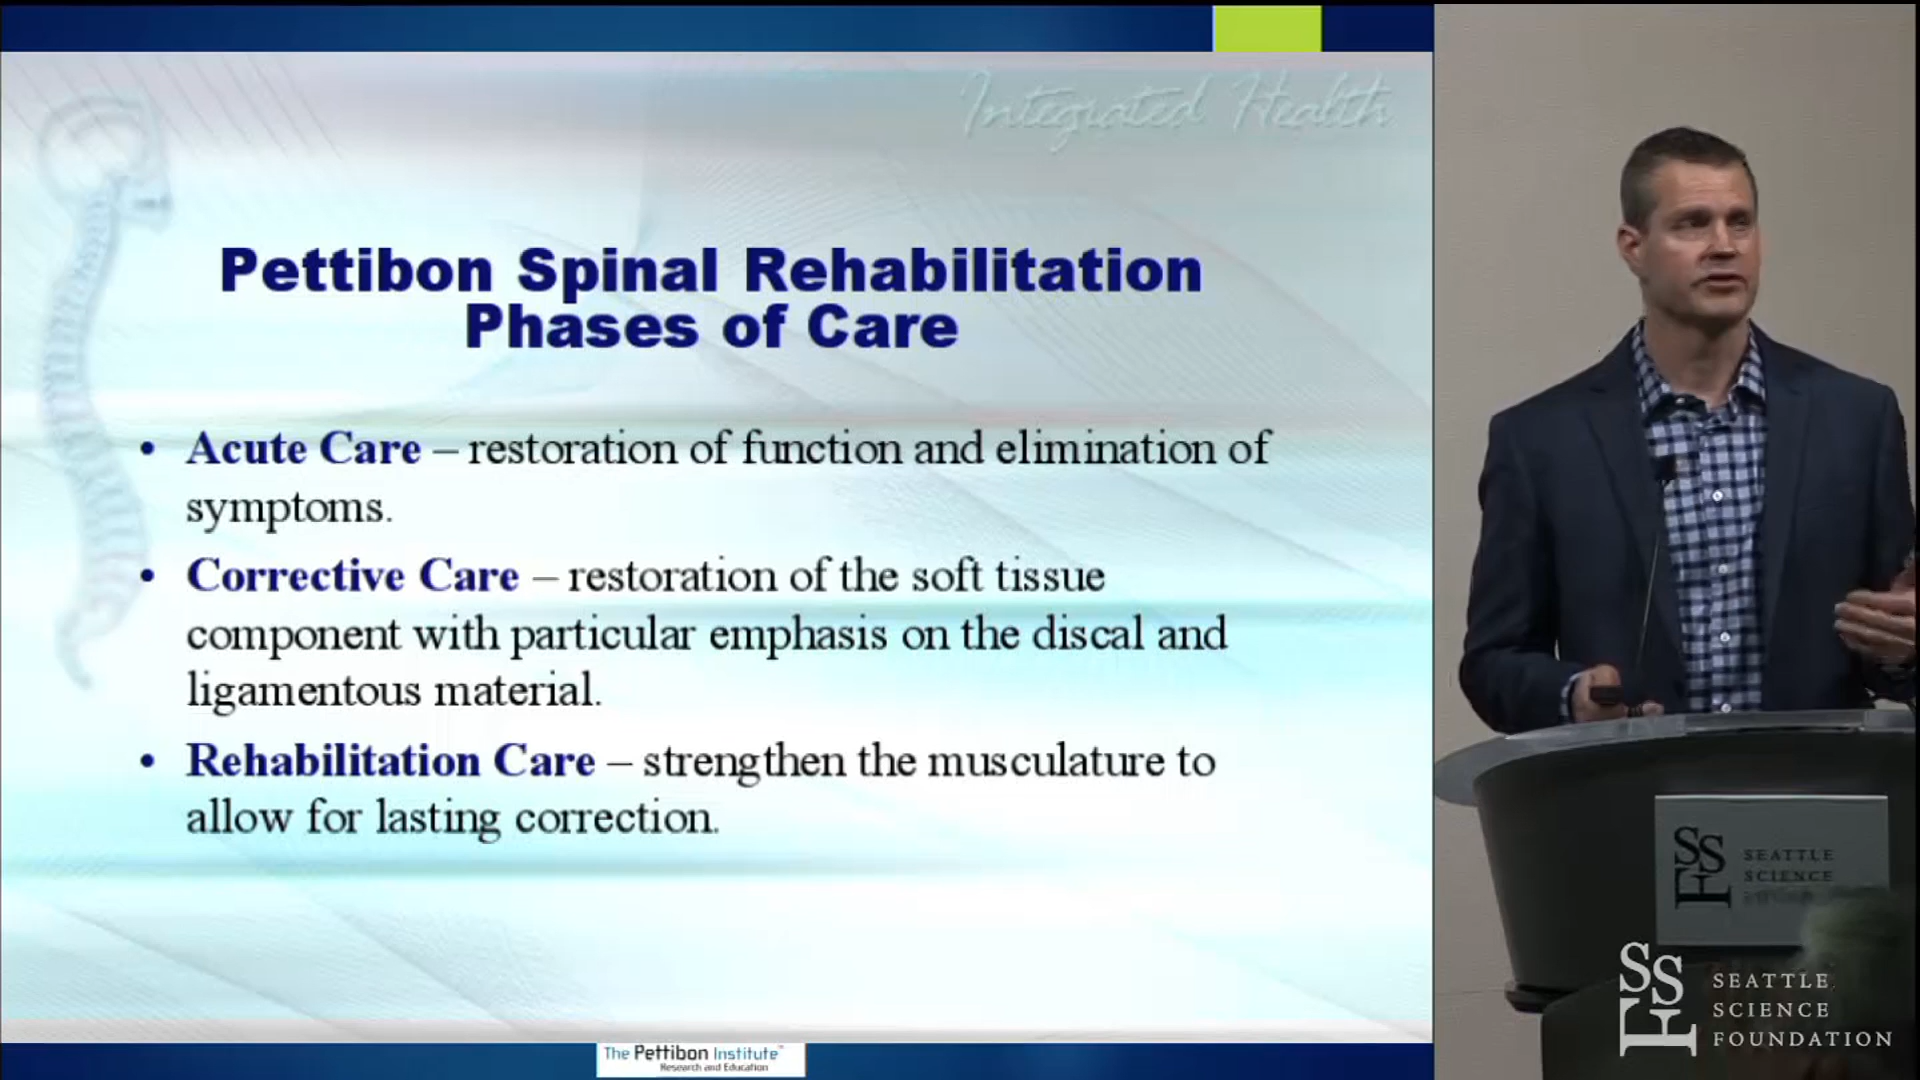 Integrated Health
Pettibon Spinal Rehabilitation
Phases of Care
• Acute Care – restoration of function and elimination of
symptoms.
• Corrective Care – restoration of the soft tissue
component with particular emphasis on the discal and
ligamentous material.
• Rehabilitation Care – strengthen the musculature to
allow for lasting correction.
The Pettibon Institute™
Research and Education
SSF
SEATTLE
SCIENCE
SSF
SEATTLE
SCIENCE
FOUNDATION